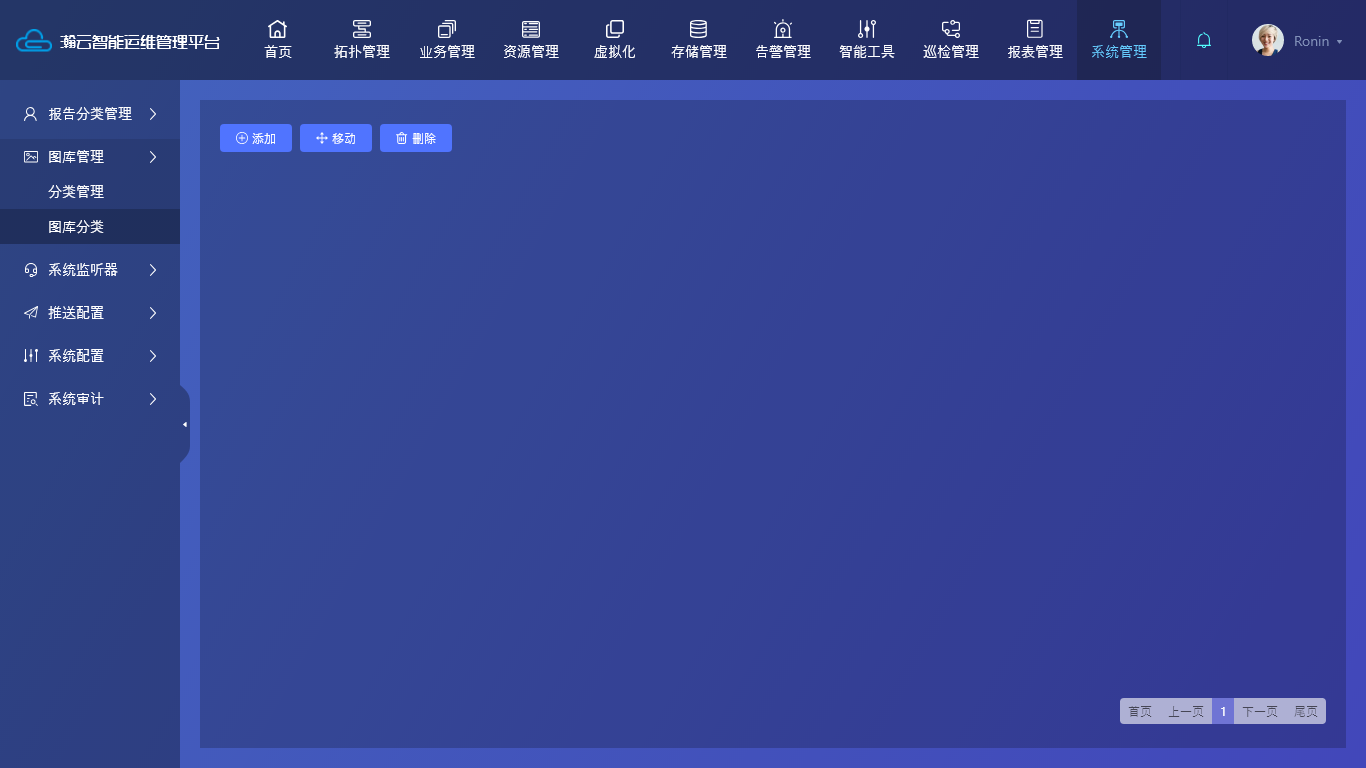 瀚云智能运维管理平台
首页 拓扑管理 业务管理 资源管理 虚拟化 存储管理 告警管理 智能工具 巡检管理 报表管理 系统管理 Ronin
报告分类管理
图库管理
分类管理
图库分类
系统监听器
推送配置
系统配置
系统审计
添加 移动 删除
首页 上一页 1 下一页 尾页